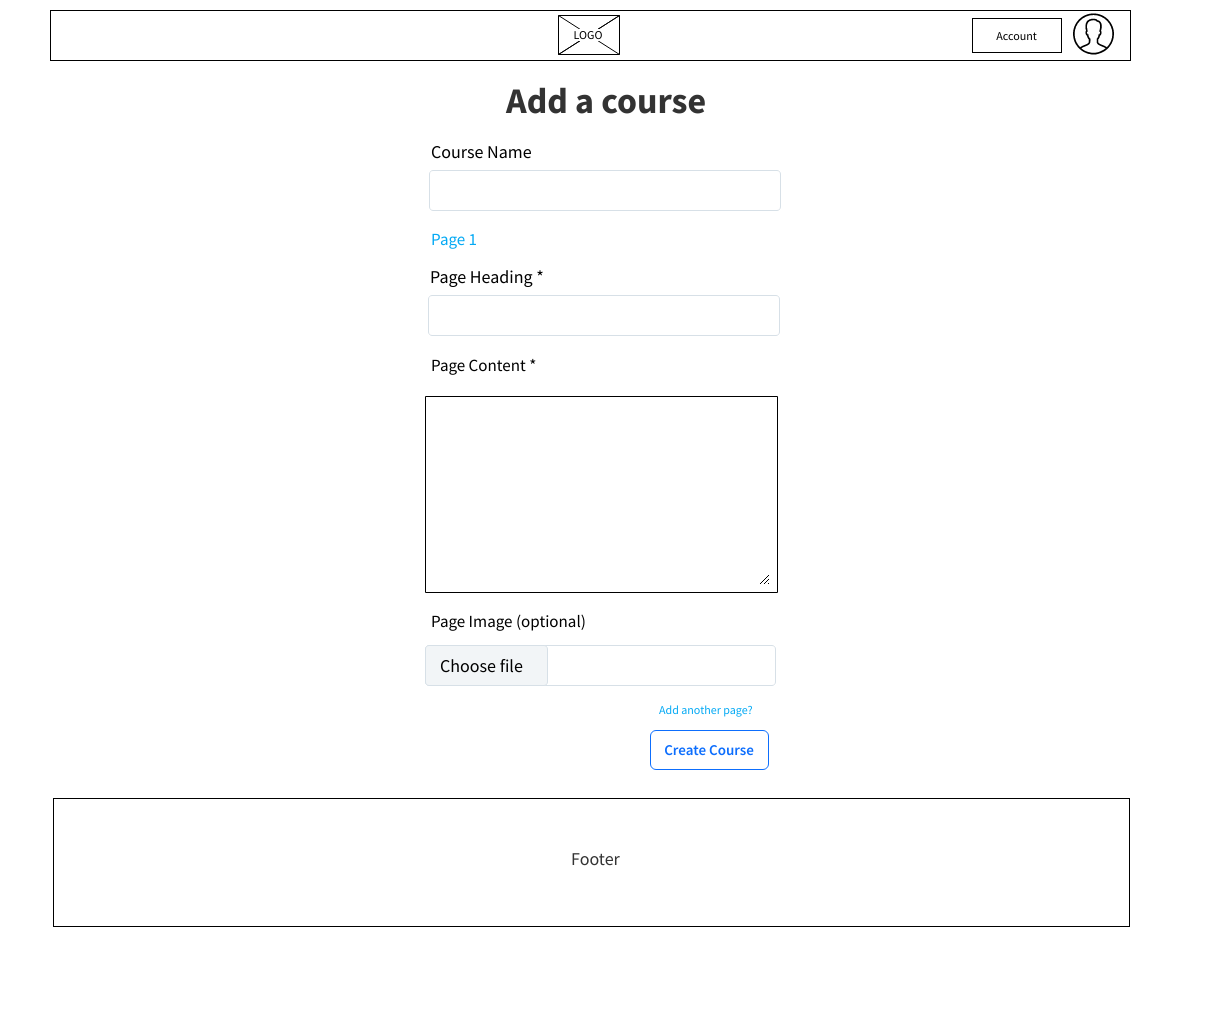 LOGO
Account
Add a course
Course Name
Page 1
Page Heading *
Page Content *
Page Image (optional)
Choose file
Add another page?
Create Course
Footer